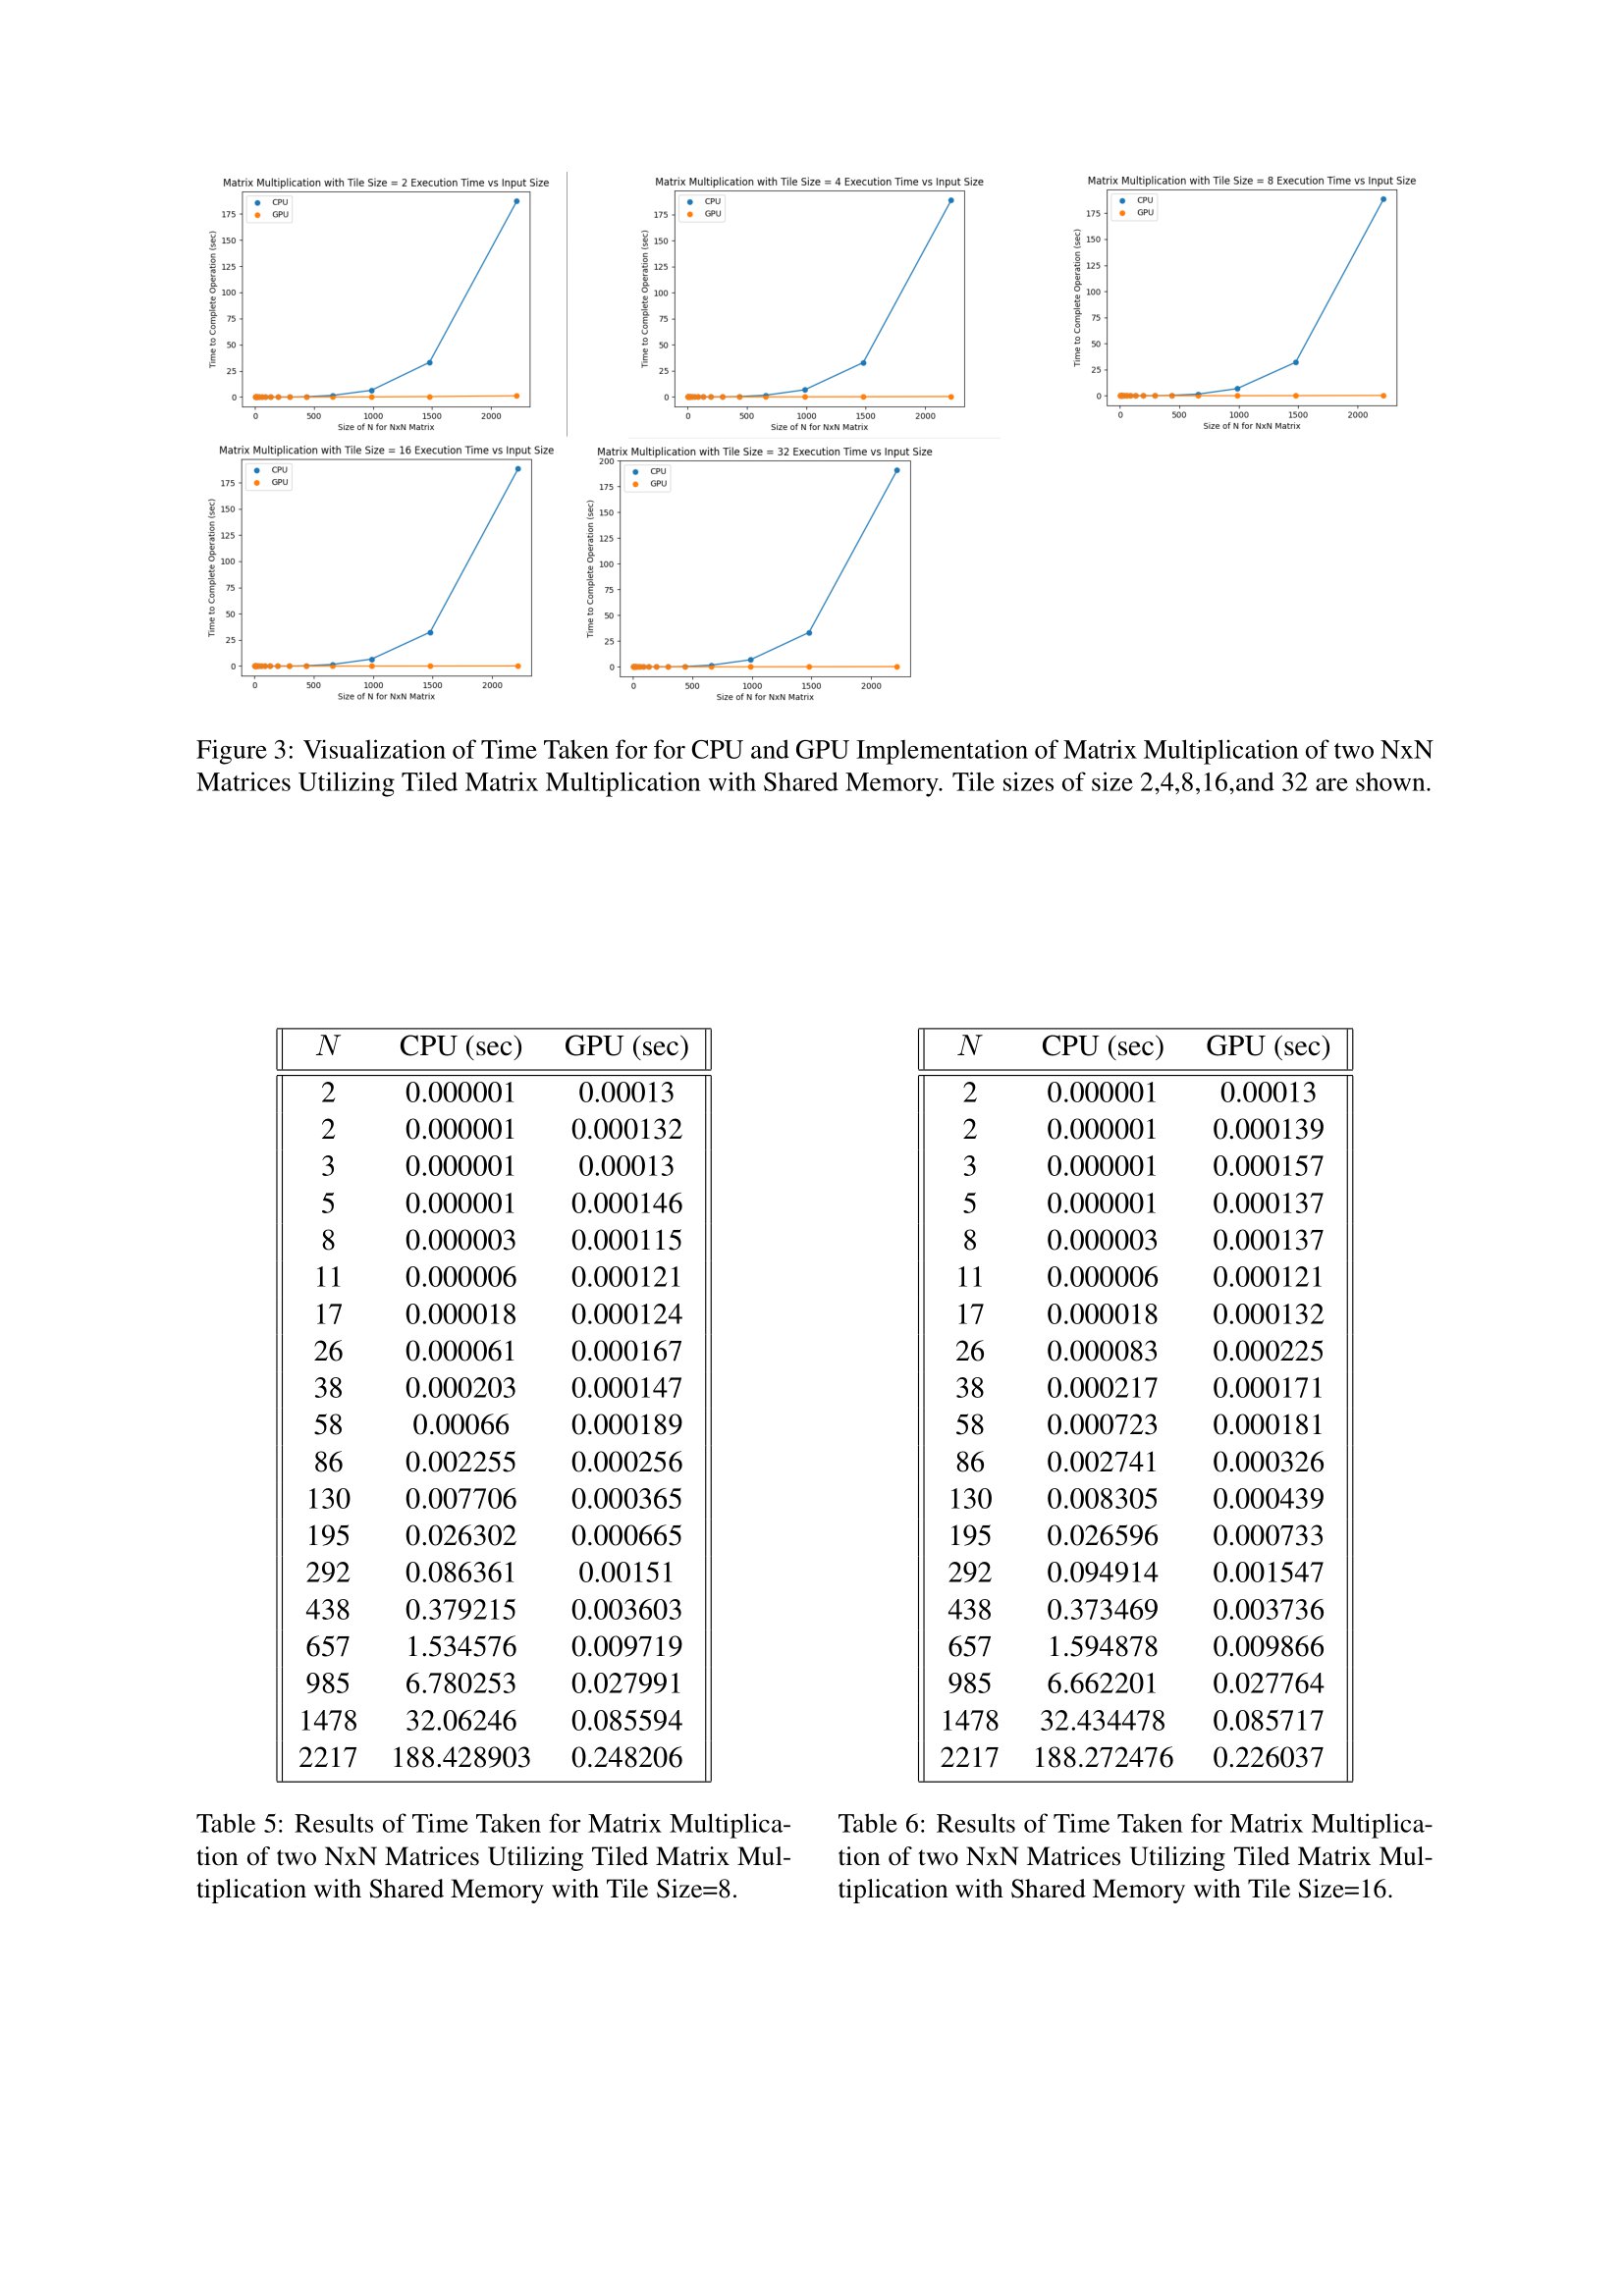 Matrix Multiplication with Tile Size = 2 Execution Time vs Input Size
CPU
GPU
175
150
125
100
75
50
25
0
Time to Complete Operation (sec)
0 500 1000 1500 2000
Size of N for NxN Matrix
Matrix Multiplication with Tile Size = 4 Execution Time vs Input Size
CPU
GPU
175
150
125
100
75
50
25
0
Time to Complete Operation (sec)
0 500 1000 1500 2000
Size of N for NxN Matrix
Matrix Multiplication with Tile Size = 8 Execution Time vs Input Size
CPU
GPU
175
150
125
100
75
50
25
0
Time to Complete Operation (sec)
0 500 1000 1500 2000
Size of N for NxN Matrix
Matrix Multiplication with Tile Size = 16 Execution Time vs Input Size
CPU
GPU
175
150
125
100
75
50
25
0
Time to Complete Operation (sec)
0 500 1000 1500 2000
Size of N for NxN Matrix
Matrix Multiplication with Tile Size = 32 Execution Time vs Input Size
CPU
GPU
200
175
150
125
100
75
50
25
0
Time to Complete Operation (sec)
0 500 1000 1500 2000
Size of N for NxN Matrix
Figure 3: Visualization of Time Taken for for CPU and GPU Implementation of Matrix Multiplication of two NxN
Matrices Utilizing Tiled Matrix Multiplication with Shared Memory. Tile sizes of size 2,4,8,16,and 32 are shown.
N CPU (sec) GPU (sec)
2 0.000001 0.00013
2 0.000001 0.000132
3 0.000001 0.00013
5 0.000001 0.000146
8 0.000003 0.000115
11 0.000006 0.000121
17 0.000018 0.000124
26 0.000061 0.000167
38 0.000203 0.000147
58 0.00066 0.000189
86 0.002255 0.000256
130 0.007706 0.000365
195 0.026302 0.000665
292 0.086361 0.00151
438 0.379215 0.003603
657 1.534576 0.009719
985 6.780253 0.027991
1478 32.06246 0.085594
2217 188.428903 0.248206
Table 5: Results of Time Taken for Matrix Multiplica-
tion of two NxN Matrices Utilizing Tiled Matrix Mul-
tiplication with Shared Memory with Tile Size=8.
N CPU (sec) GPU (sec)
2 0.000001 0.00013
2 0.000001 0.000139
3 0.000001 0.000157
5 0.000001 0.000137
8 0.000003 0.000137
11 0.000006 0.000121
17 0.000018 0.000132
26 0.000083 0.000225
38 0.000217 0.000171
58 0.000723 0.000181
86 0.002741 0.000326
130 0.008305 0.000439
195 0.026596 0.000733
292 0.094914 0.001547
438 0.373469 0.003736
657 1.594878 0.009866
985 6.662201 0.027764
1478 32.434478 0.085717
2217 188.272476 0.226037
Table 6: Results of Time Taken for Matrix Multiplica-
tion of two NxN Matrices Utilizing Tiled Matrix Mul-
tiplication with Shared Memory with Tile Size=16.